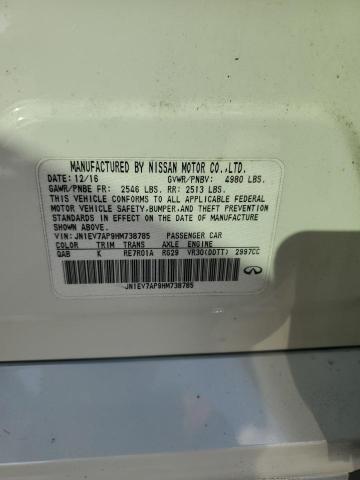 MANUFACTURED BY NISSAN MOTOR CO.,LTD.
DATE: 12/16 GVWR/PNBV: 4980 LBS.
GAWR/PNBE FR: 2546 LBS. RR: 2513 LBS.
THIS VEHICLE CONFORMS TO ALL APPLICABLE FEDERAL
MOTOR VEHICLE SAFETY, BUMPER, AND THEFT PREVENTION
STANDARDS IN EFFECT ON THE DATE OF MANUFACTURE
SHOWN ABOVE.
VIN: JN1EV7AP9HM738785 PASSENGER CAR
COLOR TRIM TRANS AXLE ENGINE
QAB K RE7R01A RG29 VR30(DDTT) 2997CC
JN1EV7AP9HM738785